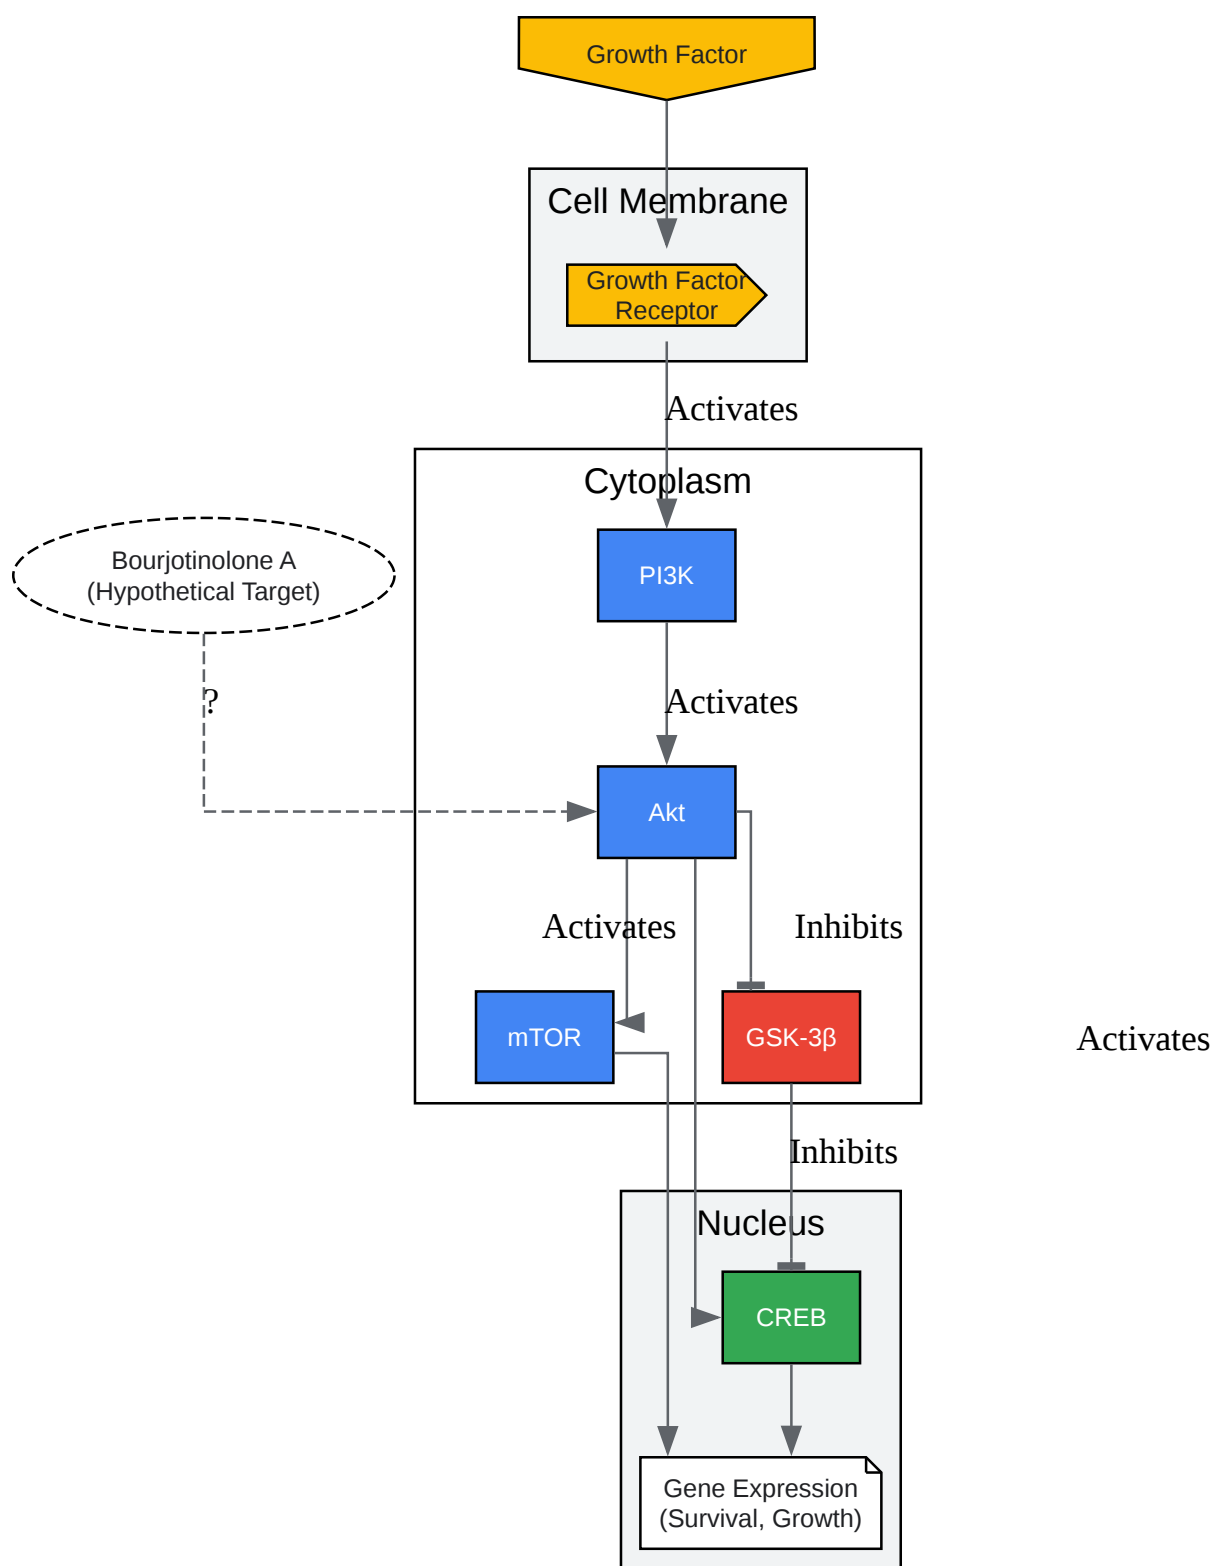 Growth Factor
Cell Membrane
Growth Factor
Receptor
Activates
Cytoplasm
PI3K
Bourjotinolone A
(Hypothetical Target)
?
Activates
Akt
Activates
Inhibits
mTOR
GSK-3β
Activates
Inhibits
Nucleus
CREB
Gene Expression
(Survival, Growth)